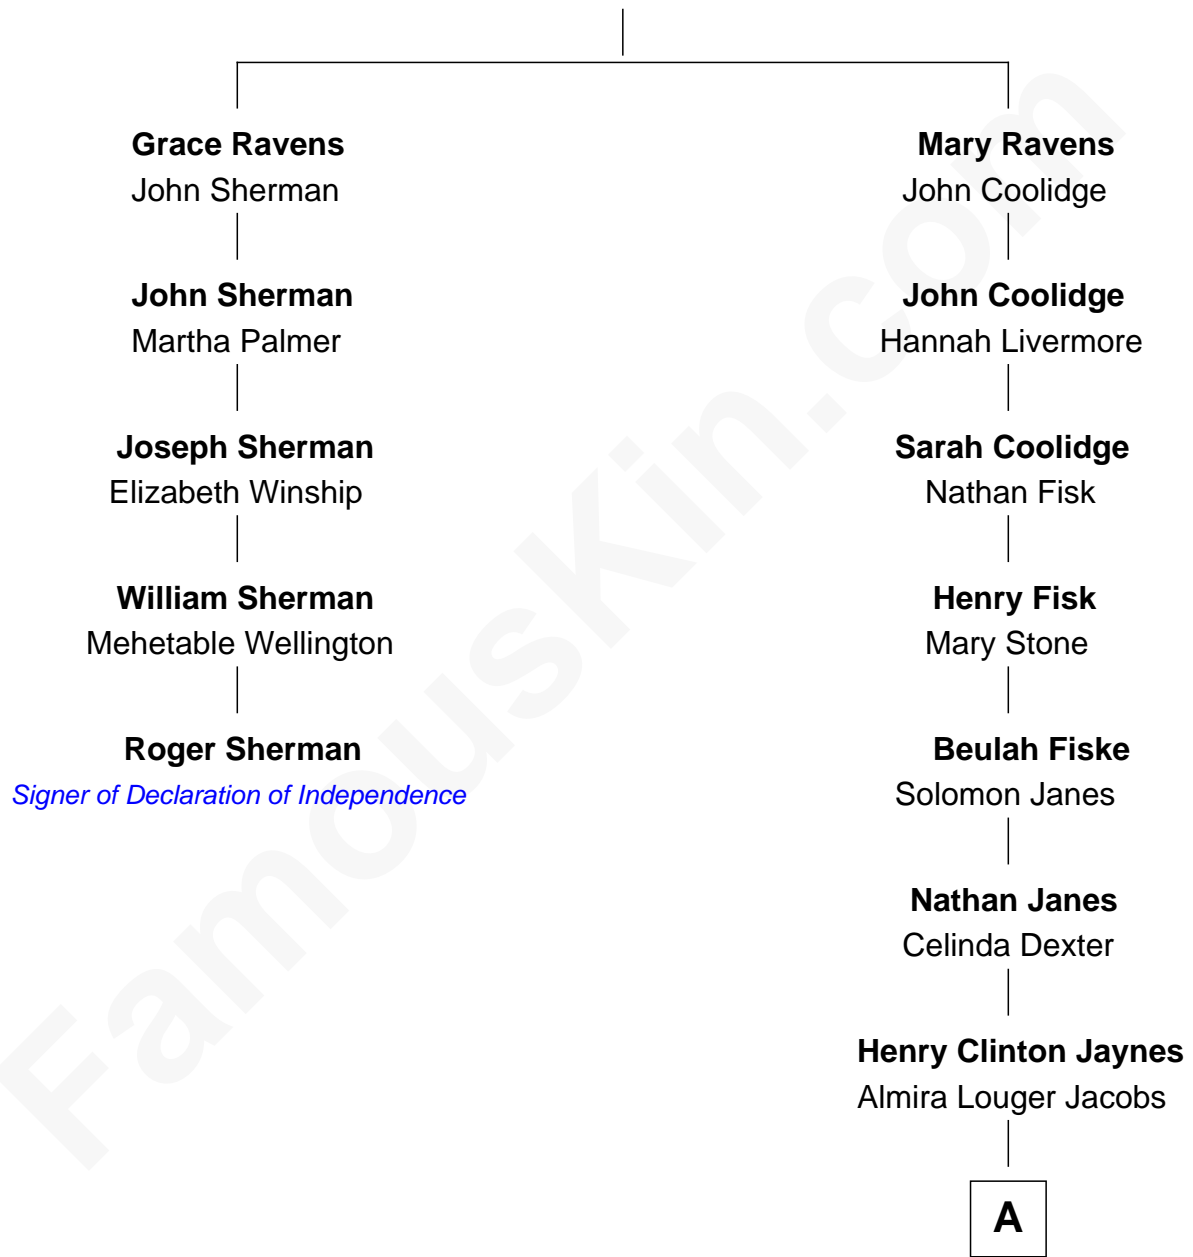 Grace Ravens
John Sherman
John Sherman
Martha Palmer
Joseph Sherman
Elizabeth Winship
William Sherman
Mehetable Wellington
Roger Sherman
Signer of Declaration of Independence
Mary Ravens
John Coolidge
John Coolidge
Hannah Livermore
Sarah Coolidge
Nathan Fisk
Henry Fisk
Mary Stone
Beulah Fiske
Solomon Janes
Nathan Janes
Celinda Dexter
Henry Clinton Jaynes
Almira Louger Jacobs
A
FamousKin.com